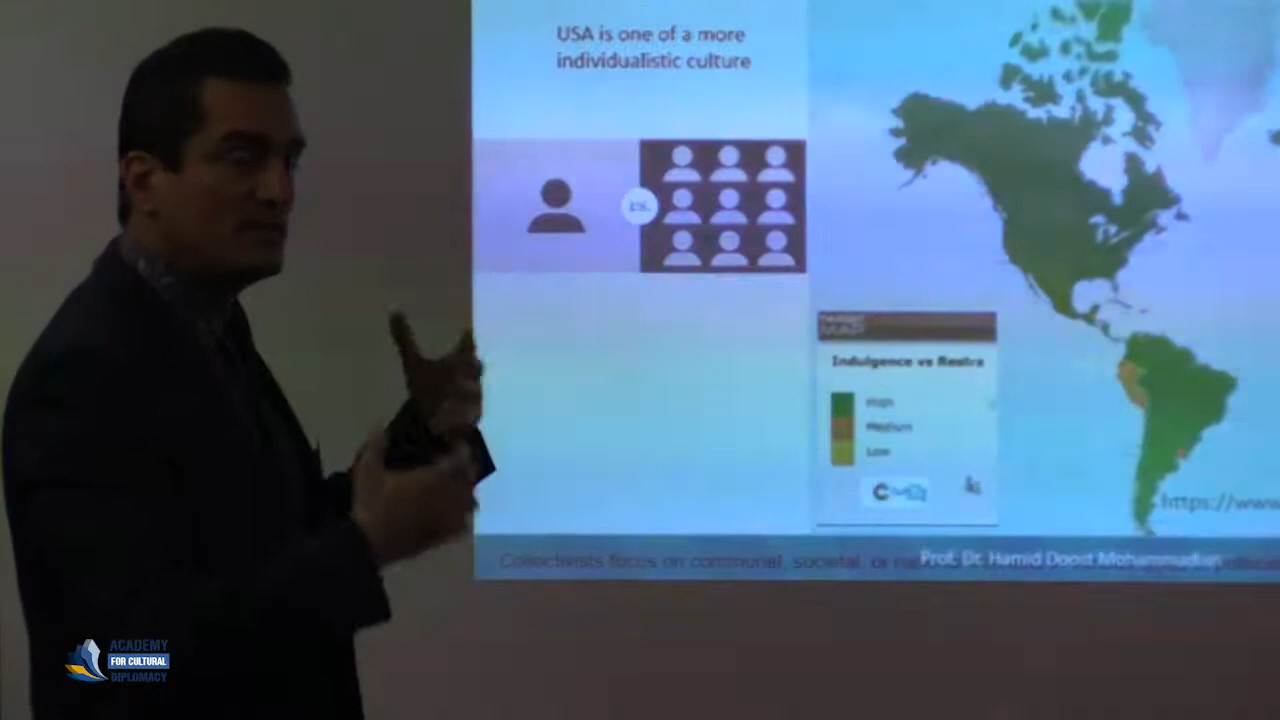 USA is one of a more
individualistic culture
vs.
Indulgence vs Restra
High
Medium
Low
https://www
Collectivists focus on communal, societal, or na
Prof. Dr. Hamid Doost Mohammadian
ACADEMY
FOR CULTURAL
DIPLOMACY